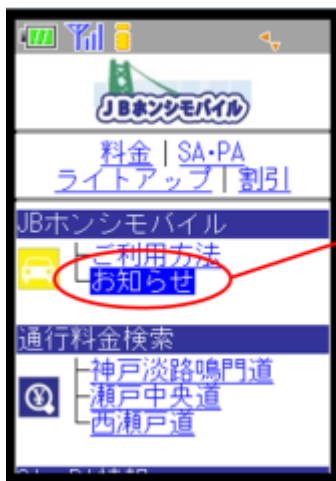 JBホンシモバイル
料金 | SA・PA
ライトアップ | 割引
JBホンシモバイル
ご利用方法
お知らせ
通行料金検索
神戸淡路鳴門道
瀬戸中央道
西瀬戸道